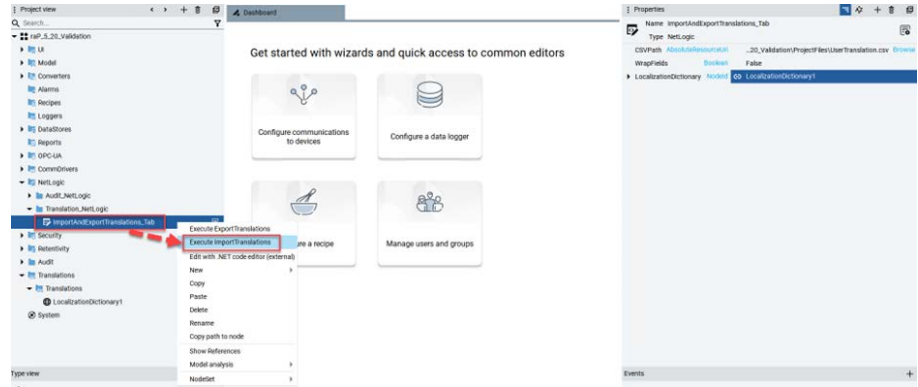 Project view
Search...
raP_5_20_Validation
UI
Model
Converters
Alarms
Recipes
Loggers
DataStores
Reports
OPC-UA
CommDrivers
NetLogic
Audit_NetLogic
Translation_NetLogic
ImportAndExportTranslations_Tab
Security
Retentivity
Audit
Translations
Translations
LocalizationDictionary1
System
Type view
Execute ExportTranslations
Execute ImportTranslations
Edit with .NET code editor (external)
New
Copy
Paste
Delete
Rename
Copy path to node
Show References
Model analysis
NodeSet
Dashboard
Get started with wizards and quick access to common editors
Configure communications
to devices
Configure a data logger
ure a recipe
Manage users and groups
Properties
Name ImportAndExportTranslations_Tab
Type NetLogic
CSVPath AbsoluteResourceUri ...20_Validation\ProjectFiles\UserTranslation.csv Browse
WrapFields Boolean False
LocalizationDictionary NodeId LocalizationDictionary1
Events